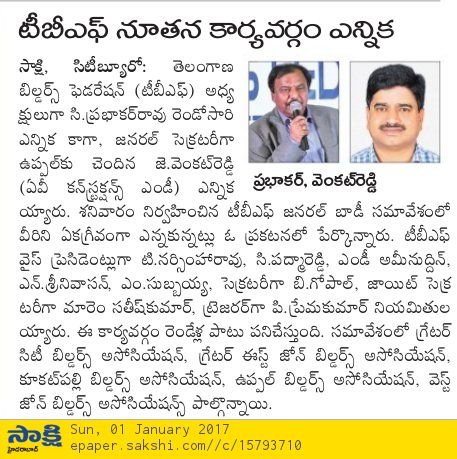 టీబీఎఫ్ నూతన కార్యవర్గం ఎన్నిక
సాక్షి, సిటీబ్యూరో: తెలంగాణ
బిల్డర్స్ ఫెడరేషన్ (టీబీఎఫ్) అధ్య
క్షులుగా సి.ప్రభాకర్‌రావు రెండోసారి
ఎన్నిక కాగా, జనరల్ సెక్రటరీగా
ఉప్పల్‌కు చెందిన జె.వెంకట్‌రెడ్డి
(ఏవీ కన్‌స్ట్రక్షన్స్ ఎండీ) ఎన్నిక
ప్రభాకర్, వెంకట్‌రెడ్డి
య్యారు. శనివారం నిర్వహించిన టీబీఎఫ్ జనరల్ బాడీ సమావేశంలో
వీరిని ఏకగ్రీవంగా ఎన్నకున్నట్లు ఓ ప్రకటనలో పేర్కొన్నారు. టీబీఎఫ్
వైస్ ప్రెసిడెంట్లుగా టి.నర్సింహారావు, సి.పద్మారెడ్డి, ఎండీ అమీనుద్దిన్,
ఎన్.శ్రీనివాసన్, ఎం.సుబ్బయ్య, సెక్రటరీగా బి.గోపాల్, జాయిట్ సెక్ర
టరీగా మారెం సతీష్‌కుమార్, ట్రెజరర్‌గా పి.ప్రేమకుమార్ నియమితుల
య్యారు. ఈ కార్యవర్గం రెండేళ్ల పాటు పనిచేస్తుంది. సమావేశంలో గ్రేటర్
సిటీ బిల్డర్స్ అసోసియేషన్, గ్రేటర్ ఈస్ట్ జోన్ బిల్డర్స్ అసోసియేషన్,
కూకట్‌పల్లి బిల్డర్స్ అసోసియేషన్, ఉప్పల్ బిల్డర్స్ అసోసియేషన్, వెస్ట్
జోన్ బిల్డర్స్ అసోసియేషన్స్ పాల్గొన్నాయి.
సాక్షి
హైదరాబాద్
Sun, 01 January 2017
epaper.sakshi.com//c/15793710